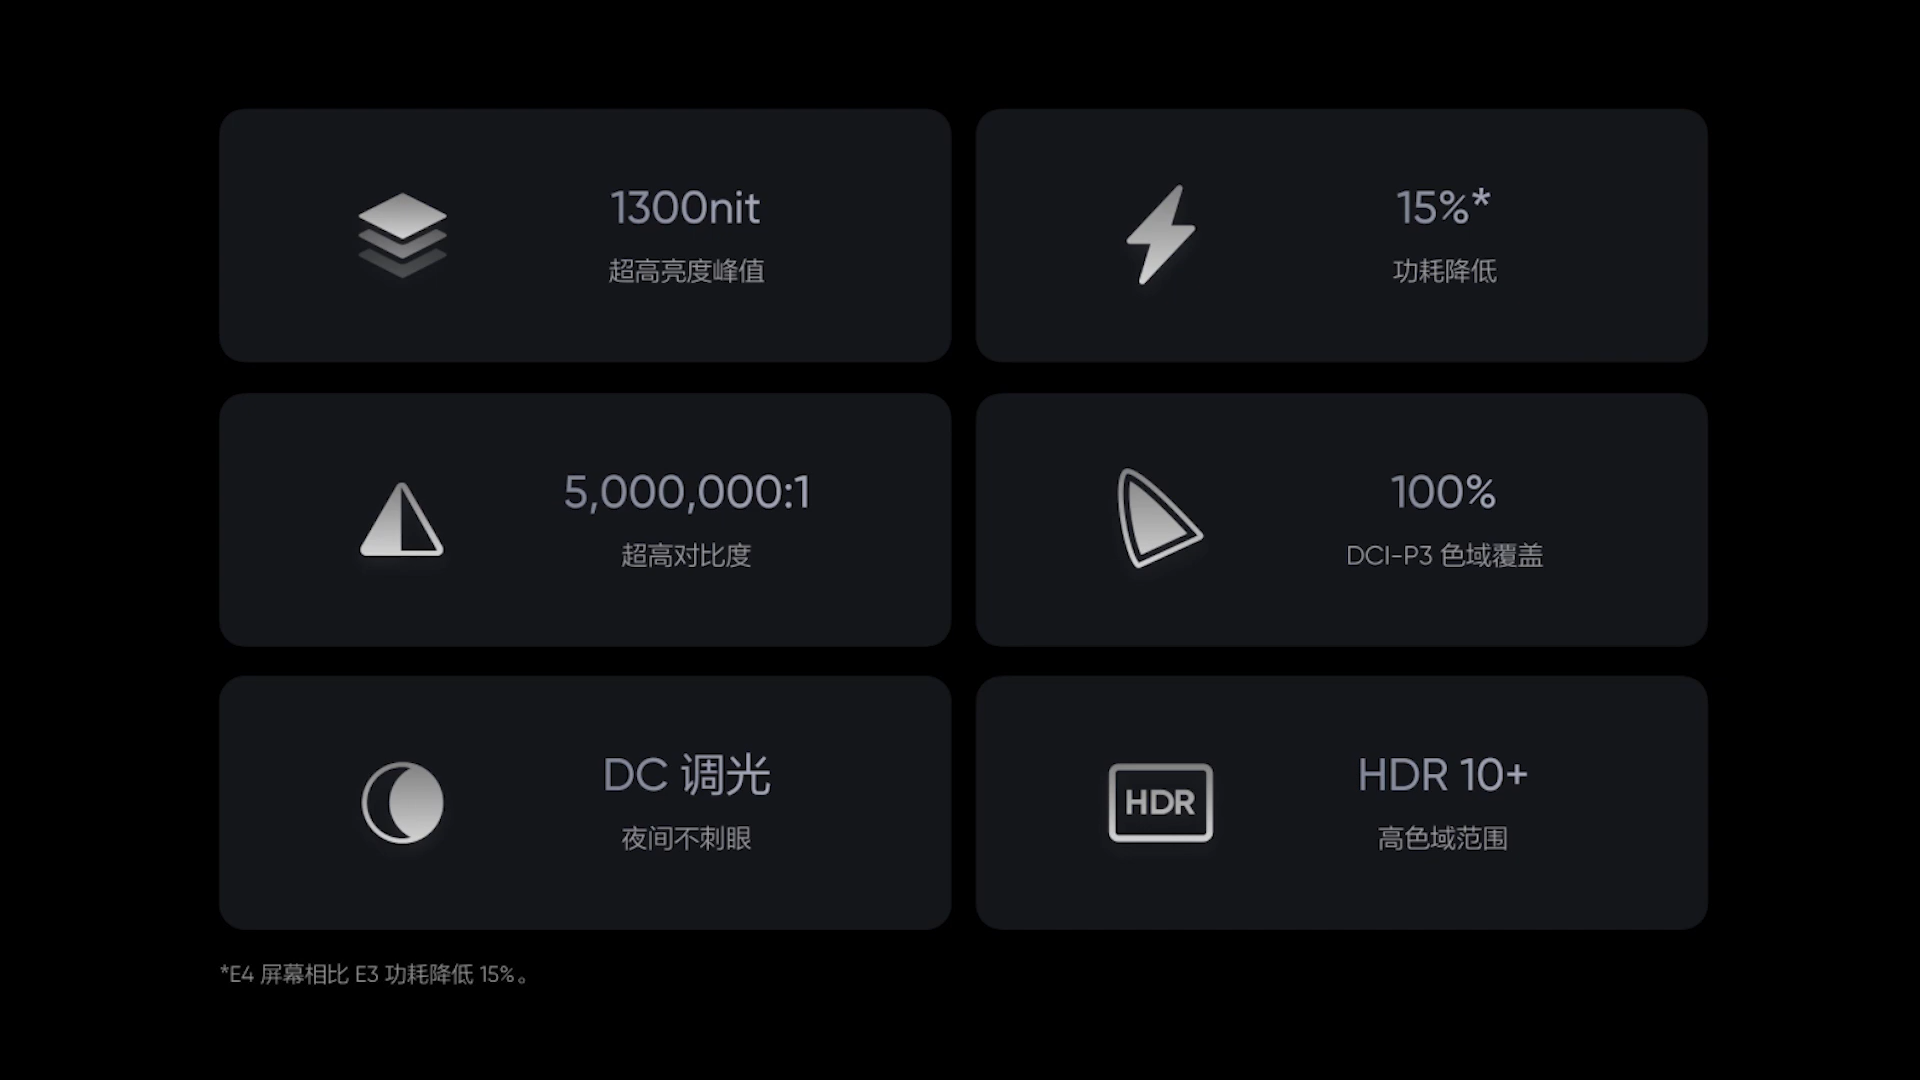 1300nit
超高亮度峰值
15%*
功耗降低
5,000,000:1
超高对比度
100%
DCI-P3 色域覆盖
DC 调光
夜间不刺眼
HDR
HDR 10+
高色域范围
*E4 屏幕相比 E3 功耗降低 15%。